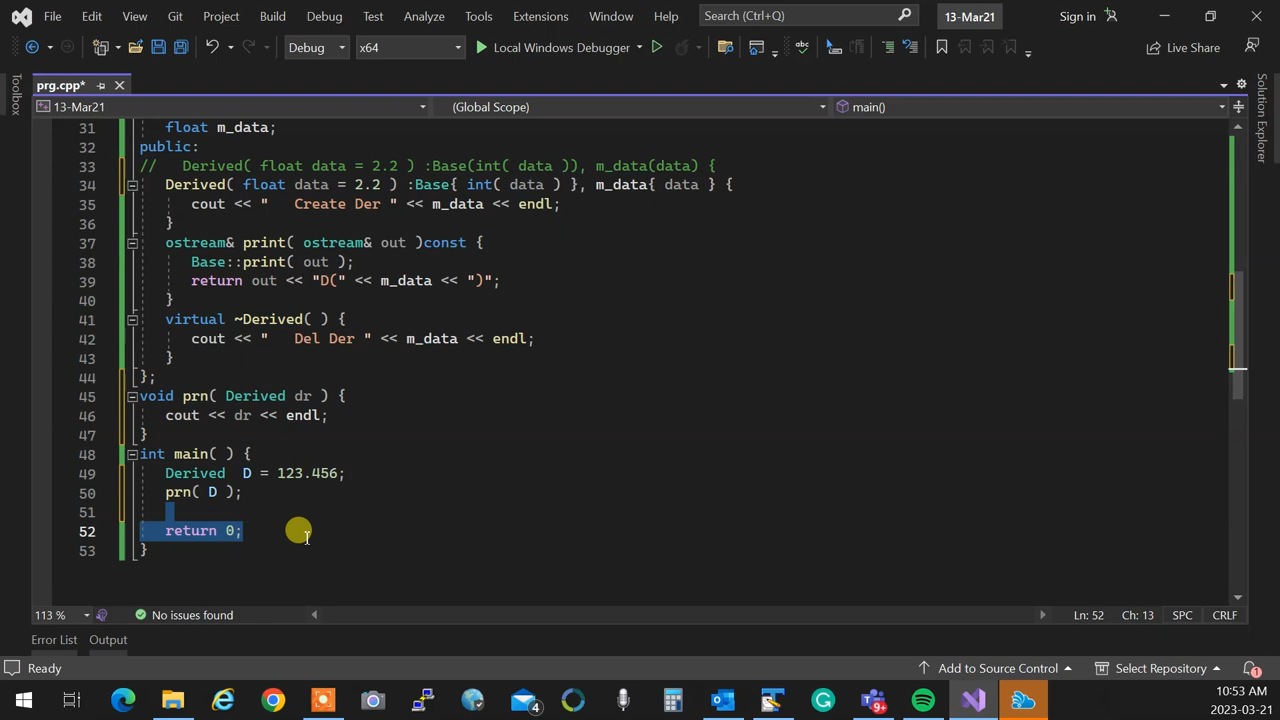 File Edit View Git Project Build Debug Test Analyze Tools Extensions Window Help Search (Ctrl+Q) 13-Mar21 Sign in
Debug x64 Local Windows Debugger Live Share
prg.cpp*
13-Mar21 (Global Scope) main()
Toolbox
Solution Explorer
31 float m_data;
32 public:
33 // Derived( float data = 2.2 ) :Base(int( data )), m_data(data) {
34 Derived( float data = 2.2 ) :Base{ int( data ) }, m_data{ data } {
35 cout << " Create Der " << m_data << endl;
36 }
37 ostream& print( ostream& out )const {
38 Base::print( out );
39 return out << "D(" << m_data << ")";
40 }
41 virtual ~Derived( ) {
42 cout << " Del Der " << m_data << endl;
43 }
44 };
45 void prn( Derived dr ) {
46 cout << dr << endl;
47 }
48 int main( ) {
49 Derived D = 123.456;
50 prn( D );
51
52 return 0;
53 }
113 % No issues found Ln: 52 Ch: 13 SPC CRLF
Error List Output
Ready Add to Source Control Select Repository 1
4 9+
10:53 AM
2023-03-21